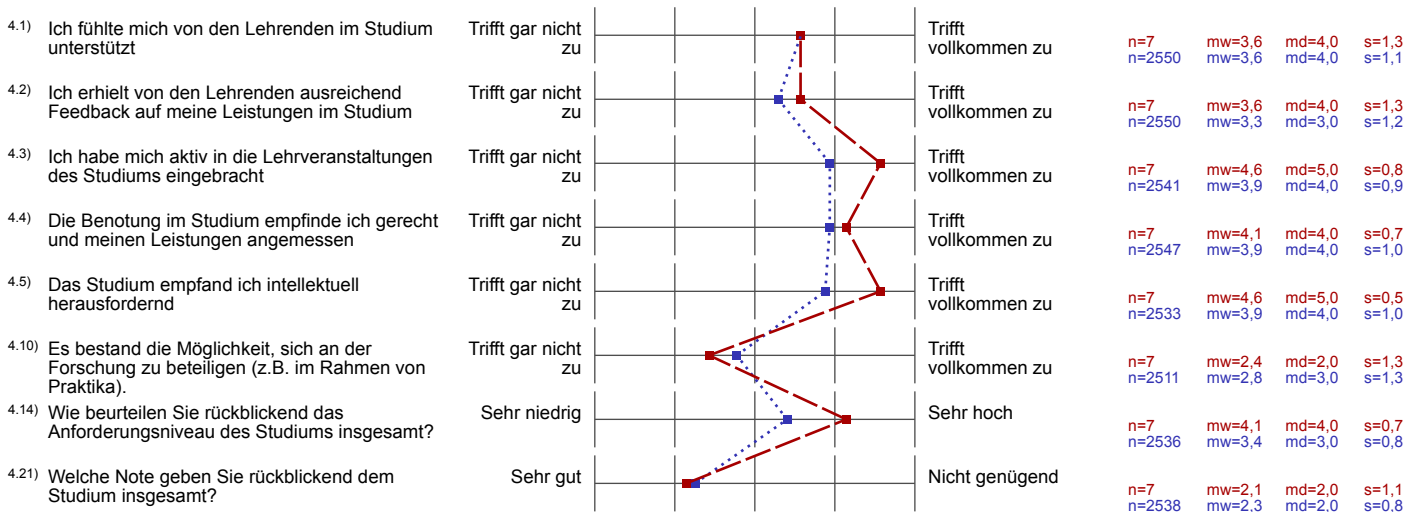 4.1) Ich fühlte mich von den Lehrenden im Studium
unterstützt
Trifft gar nicht
zu
Trifft
vollkommen zu
n=7 mw=3,6 md=4,0 s=1,3
n=2550 mw=3,6 md=4,0 s=1,1
4.2) Ich erhielt von den Lehrenden ausreichend
Feedback auf meine Leistungen im Studium
Trifft gar nicht
zu
Trifft
vollkommen zu
n=7 mw=3,6 md=4,0 s=1,3
n=2550 mw=3,3 md=3,0 s=1,2
4.3) Ich habe mich aktiv in die Lehrveranstaltungen
des Studiums eingebracht
Trifft gar nicht
zu
Trifft
vollkommen zu
n=7 mw=4,6 md=5,0 s=0,8
n=2541 mw=3,9 md=4,0 s=0,9
4.4) Die Benotung im Studium empfinde ich gerecht
und meinen Leistungen angemessen
Trifft gar nicht
zu
Trifft
vollkommen zu
n=7 mw=4,1 md=4,0 s=0,7
n=2547 mw=3,9 md=4,0 s=1,0
4.5) Das Studium empfand ich intellektuell
herausfordernd
Trifft gar nicht
zu
Trifft
vollkommen zu
n=7 mw=4,6 md=5,0 s=0,5
n=2533 mw=3,9 md=4,0 s=1,0
4.10) Es bestand die Möglichkeit, sich an der
Forschung zu beteiligen (z.B. im Rahmen von
Praktika).
Trifft gar nicht
zu
Trifft
vollkommen zu
n=7 mw=2,4 md=2,0 s=1,3
n=2511 mw=2,8 md=3,0 s=1,3
4.14) Wie beurteilen Sie rückblickend das
Anforderungsniveau des Studiums insgesamt?
Sehr niedrig
Sehr hoch
n=7 mw=4,1 md=4,0 s=0,7
n=2536 mw=3,4 md=3,0 s=0,8
4.21) Welche Note geben Sie rückblickend dem
Studium insgesamt?
Sehr gut
Nicht genügend
n=7 mw=2,1 md=2,0 s=1,1
n=2538 mw=2,3 md=2,0 s=0,8